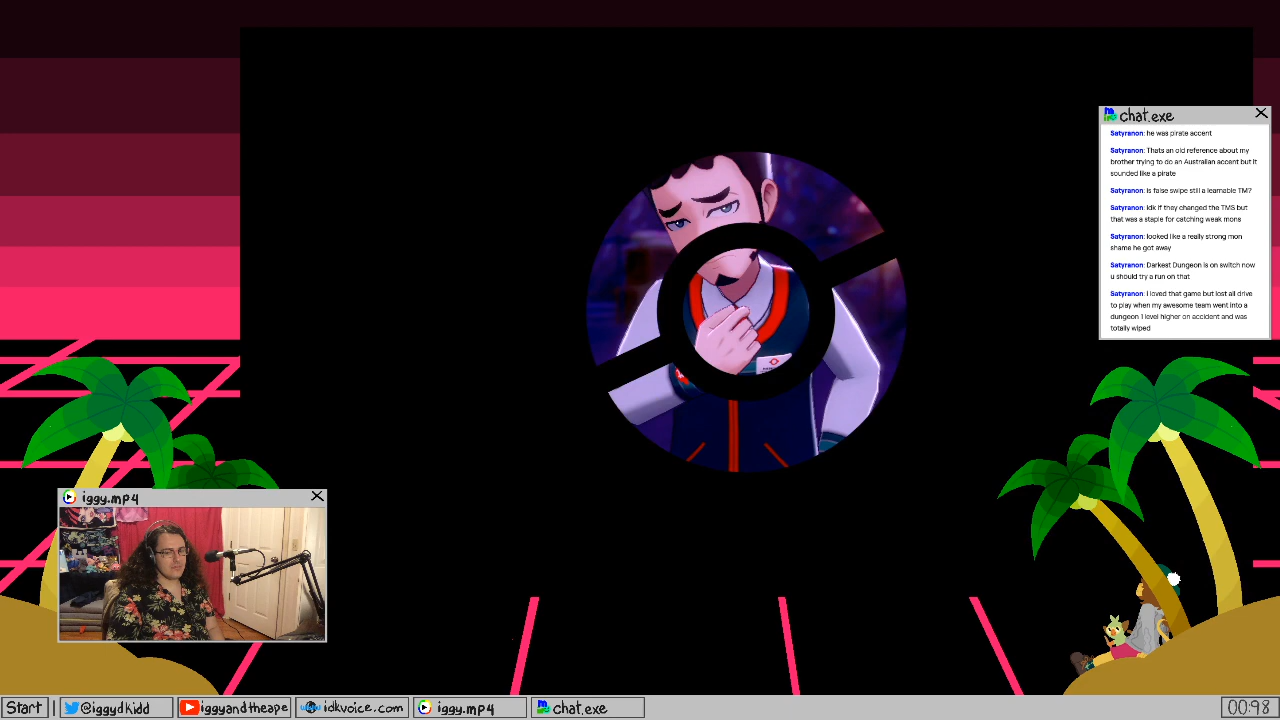 chat.exe
Satyranon: he was pirate accent
Satyranon: Thats an old reference about my
brother trying to do an Australian accent but it
sounded like a pirate
Satyranon: is false swipe still a learnable TM?
Satyranon: Idk if they changed the TMS but
that was a staple for catching weak mons
Satyranon: looked like a really strong mon
shame he got away
Satyranon: Darkest Dungeon is on switch now
u should try a run on that
Satyranon: I loved that game but lost all drive
to play when my awesome team went into a
dungeon 1 level higher on accident and was
totally wiped
iggy.mp4
Start | @iggydkidd iggyandtheape www idkvoice.com iggy.mp4 chat.exe 00:98